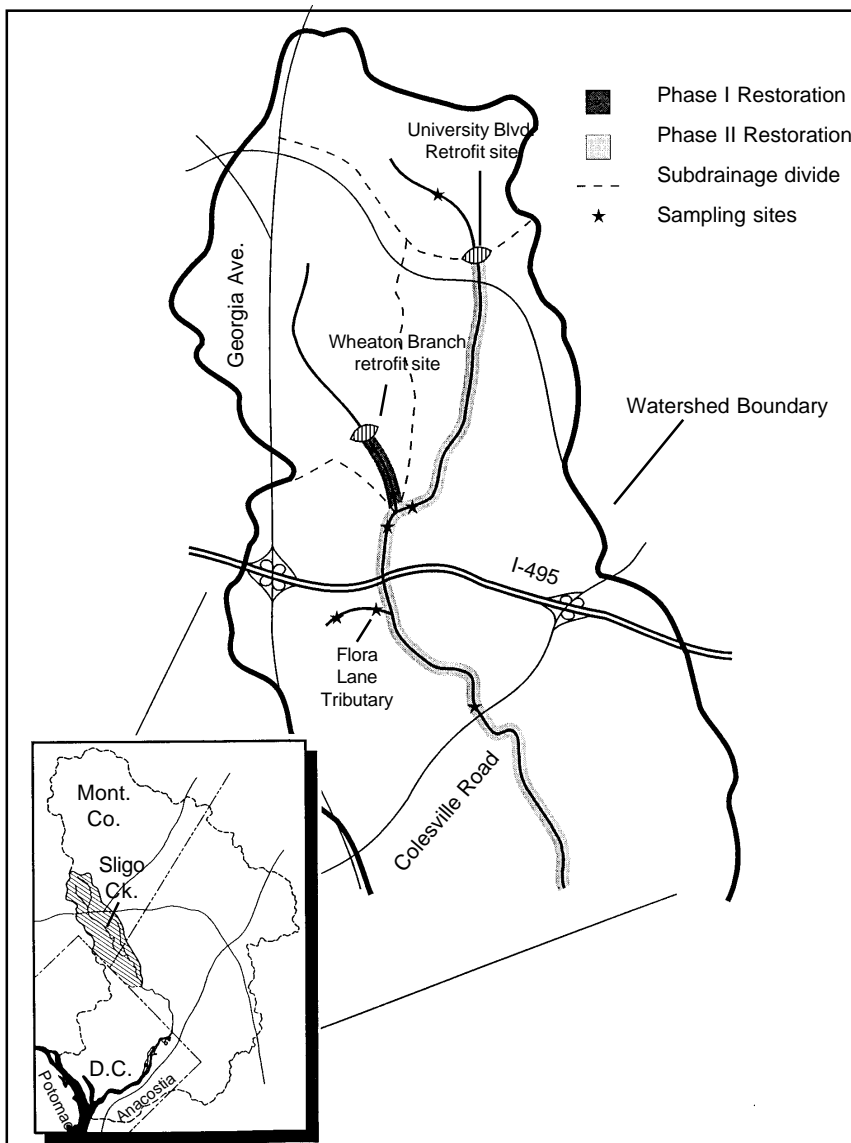 Phase I Restoration
University Blvd.
Retrofit site
Phase II Restoration
Subdrainage divide
Sampling sites
Georgia Ave.
Wheaton Branch
retrofit site
Watershed Boundary
I-495
Flora
Lane
Tributary
Colesville Road
Mont.
Co.
Sligo
Ck.
D.C.
Potomac
Anacostia